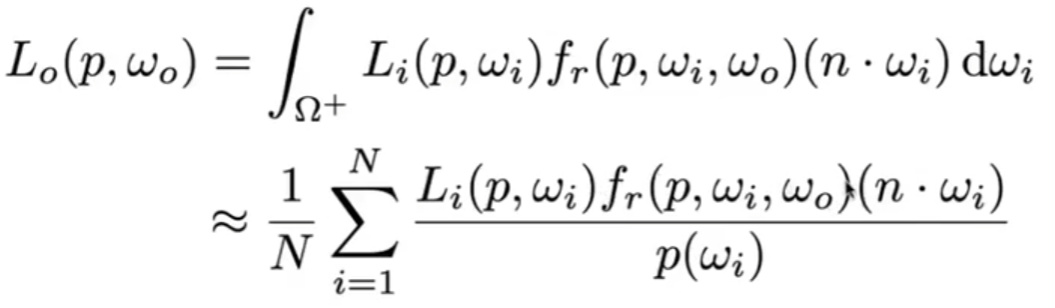 L_o(p, ω_o) = ∫_{Ω+} L_i(p, ω_i) f_r(p, ω_i, ω_o)(n · ω_i) dω_i
≈ \frac{1}{N} \sum_{i=1}^{N} \frac{L_i(p, ω_i) f_r(p, ω_i, ω_o)(n · ω_i)}{p(ω_i)}